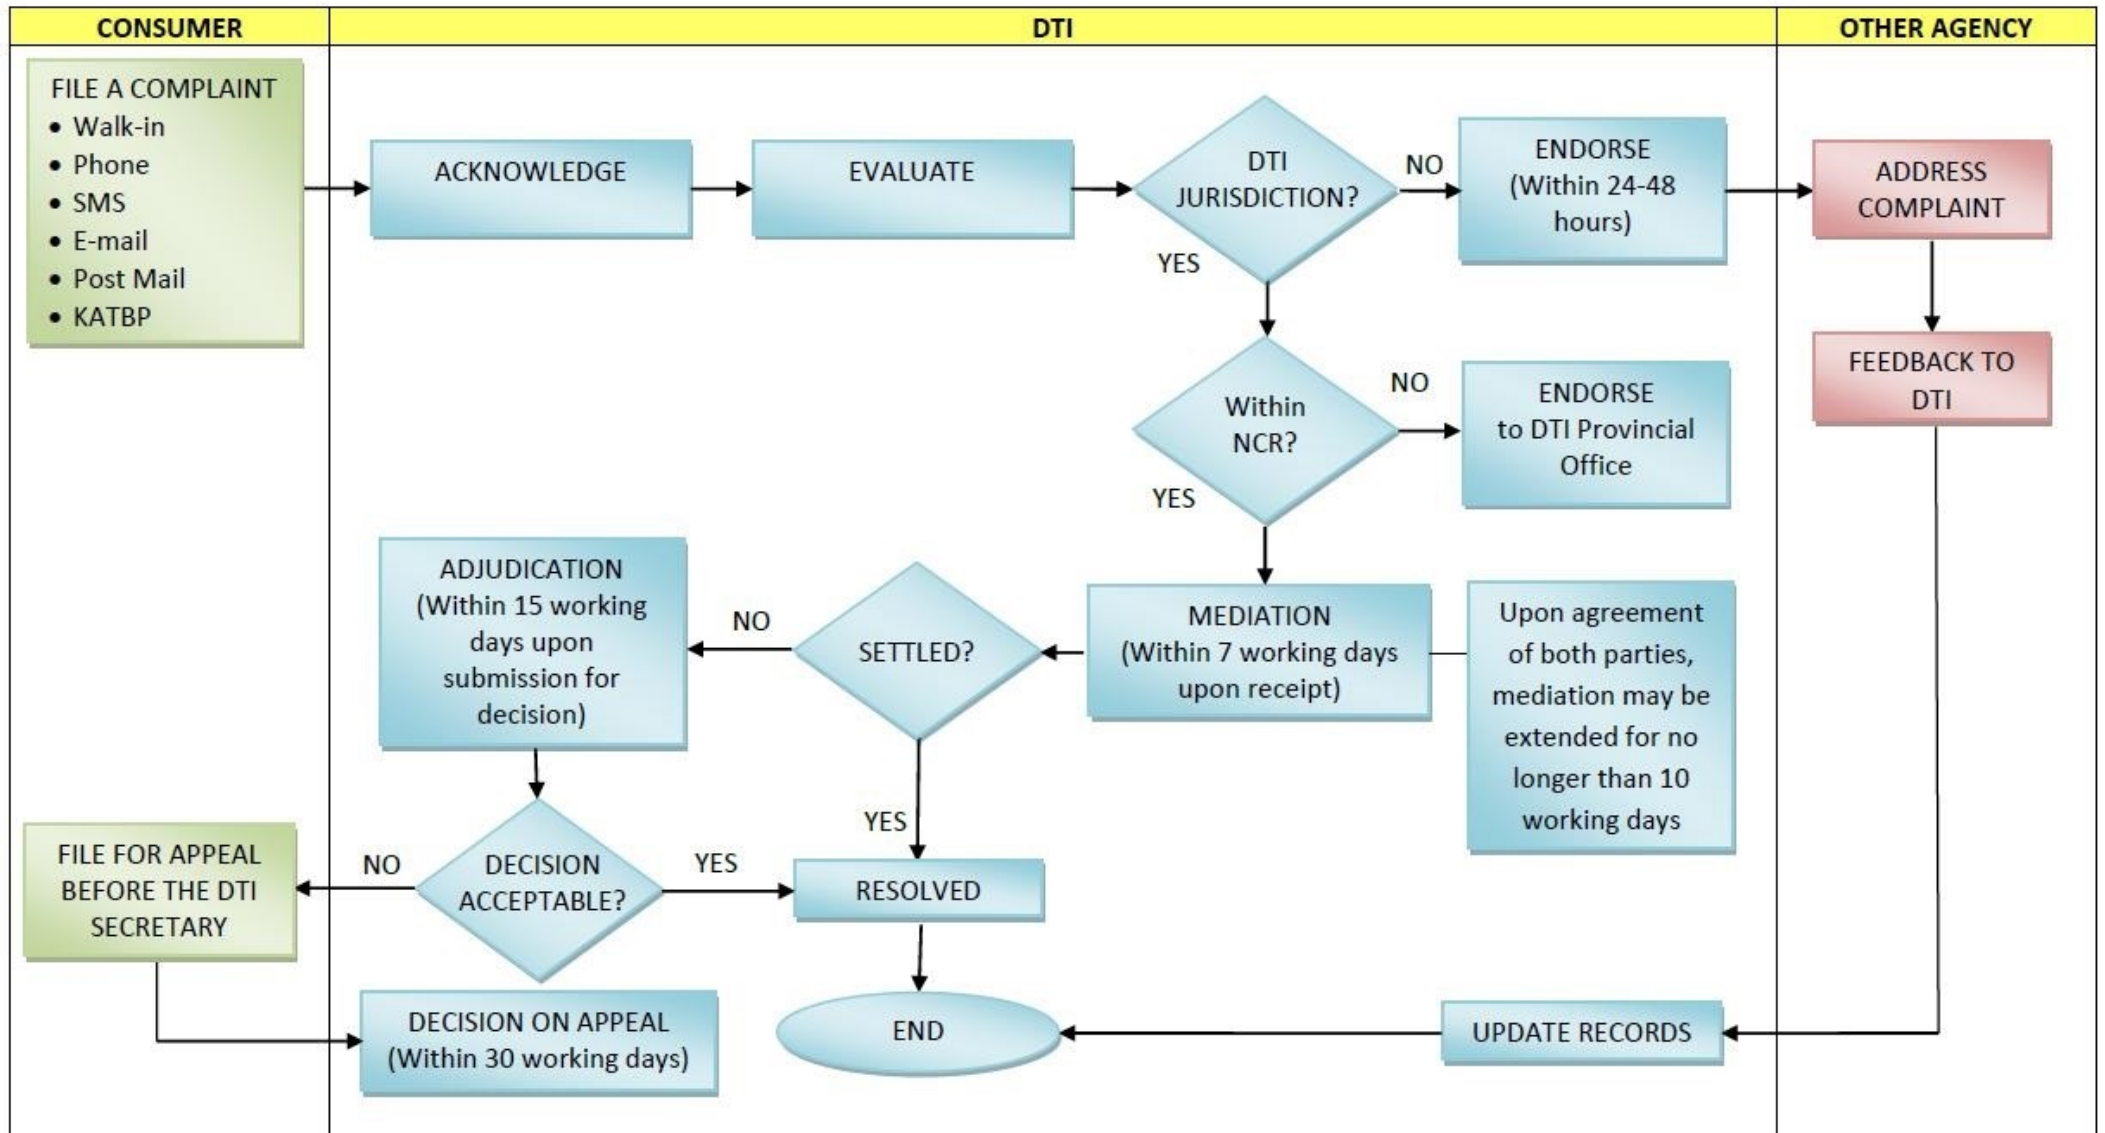 CONSUMER
DTI
OTHER AGENCY
FILE A COMPLAINT
• Walk-in
• Phone
• SMS
• E-mail
• Post Mail
• KATBP
ACKNOWLEDGE
EVALUATE
DTI
JURISDICTION?
NO
YES
ENDORSE
(Within 24-48
hours)
ADDRESS
COMPLAINT
FEEDBACK TO
DTI
Within
NCR?
NO
YES
ENDORSE
to DTI Provincial
Office
MEDIATION
(Within 7 working days
upon receipt)
Upon agreement
of both parties,
mediation may be
extended for no
longer than 10
working days
SETTLED?
NO
YES
ADJUDICATION
(Within 15 working
days upon
submission for
decision)
DECISION
ACCEPTABLE?
NO
YES
RESOLVED
FILE FOR APPEAL
BEFORE THE DTI
SECRETARY
DECISION ON APPEAL
(Within 30 working days)
END
UPDATE RECORDS